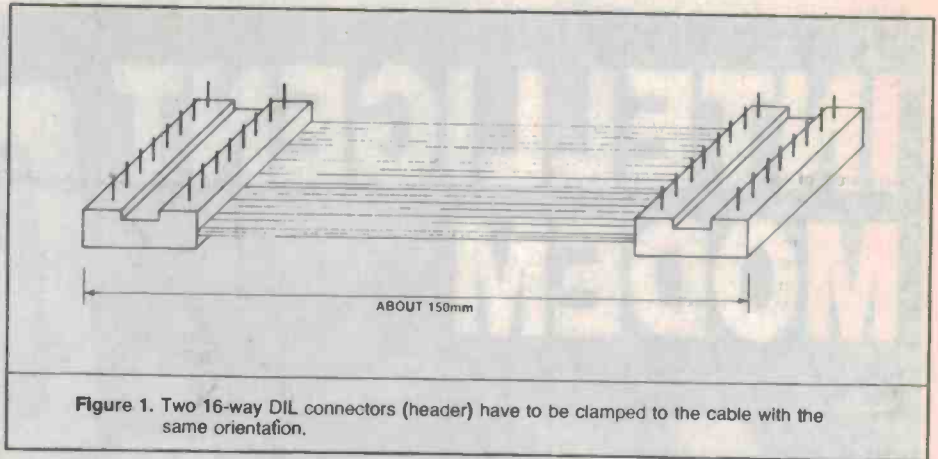 ABOUT 150mm
Figure 1. Two 16-way DIL connectors (header) have to be clamped to the cable with the
same orientation.